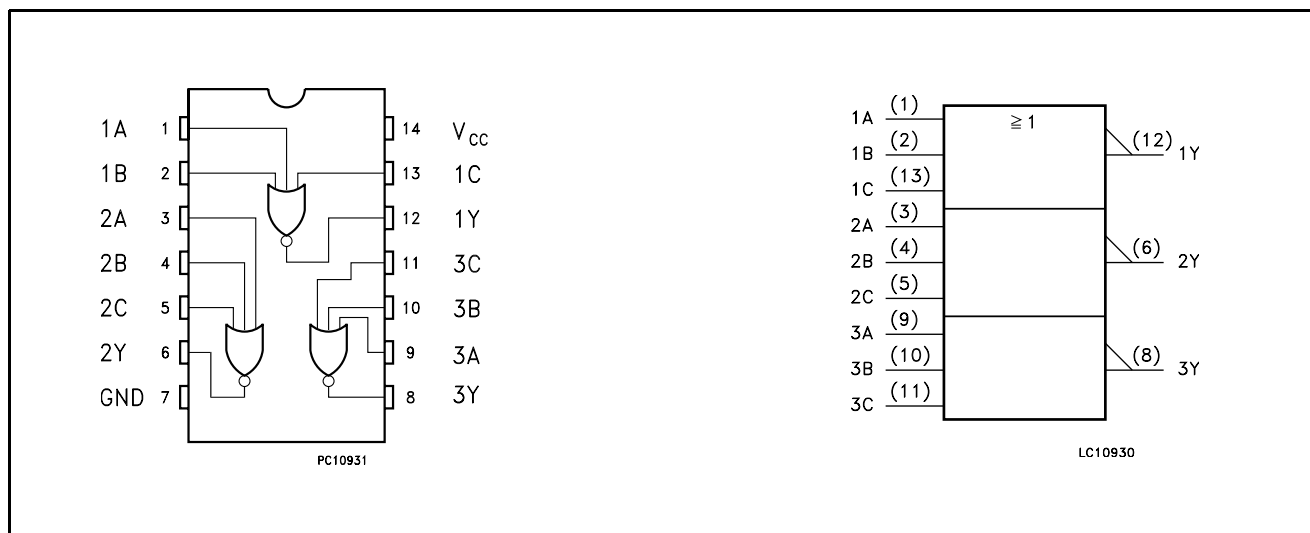 1A 1 14 VCC
1B 2 13 1C
2A 3 12 1Y
2B 4 11 3C
2C 5 10 3B
2Y 6 9 3A
GND 7 8 3Y
PC10931
≧1
1A (1)
1B (2)
1C (13)
2A (3)
2B (4)
2C (5)
3A (9)
3B (10)
3C (11)
(12) 1Y
(6) 2Y
(8) 3Y
LC10930